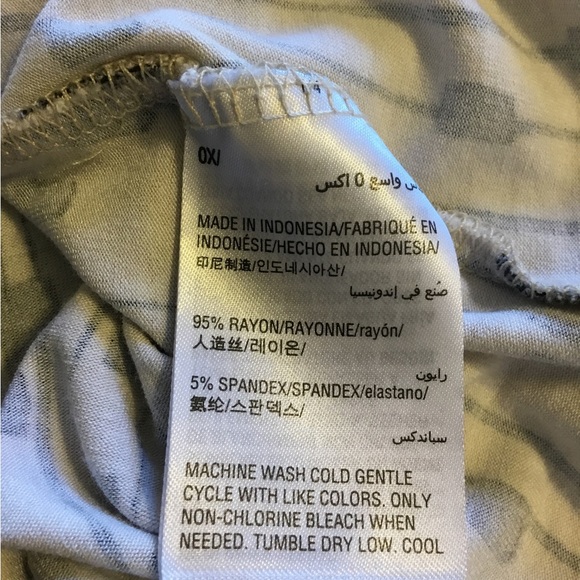 0X/
واسع 0 اكس
MADE IN INDONESIA/FABRIQUÉ EN
INDONÉSIE/HECHO EN INDONESIA/
印尼制造/인도네시아산/
صُنع في إندونيسيا
95% RAYON/RAYONNE/rayón/
人造丝/레이온/
رايون
5% SPANDEX/SPANDEX/elastano/
氨纶/스판덱스/
سباندكس
MACHINE WASH COLD GENTLE
CYCLE WITH LIKE COLORS. ONLY
NON-CHLORINE BLEACH WHEN
NEEDED. TUMBLE DRY LOW. COOL